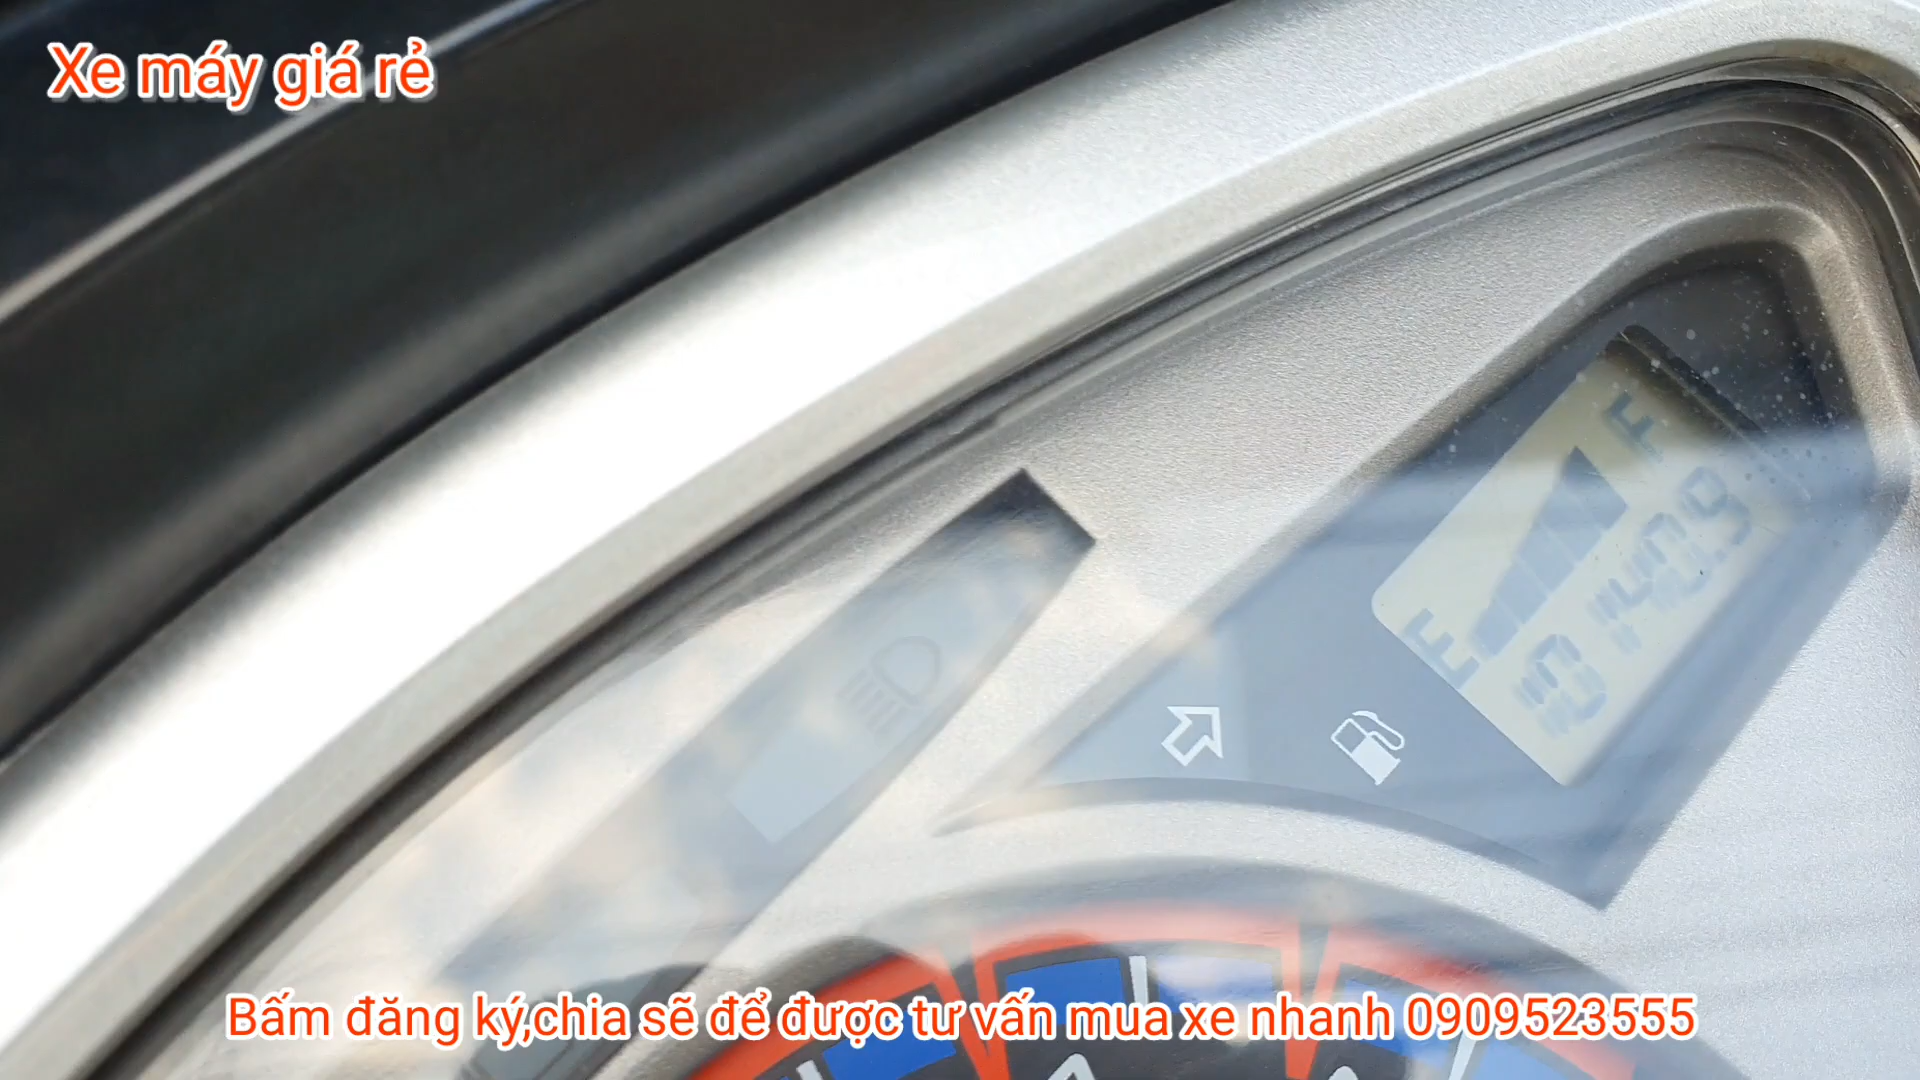 Xe máy giá rẻ
F
E
Bấm đăng ký,chia sẽ để được tư vấn mua xe nhanh 0909523555